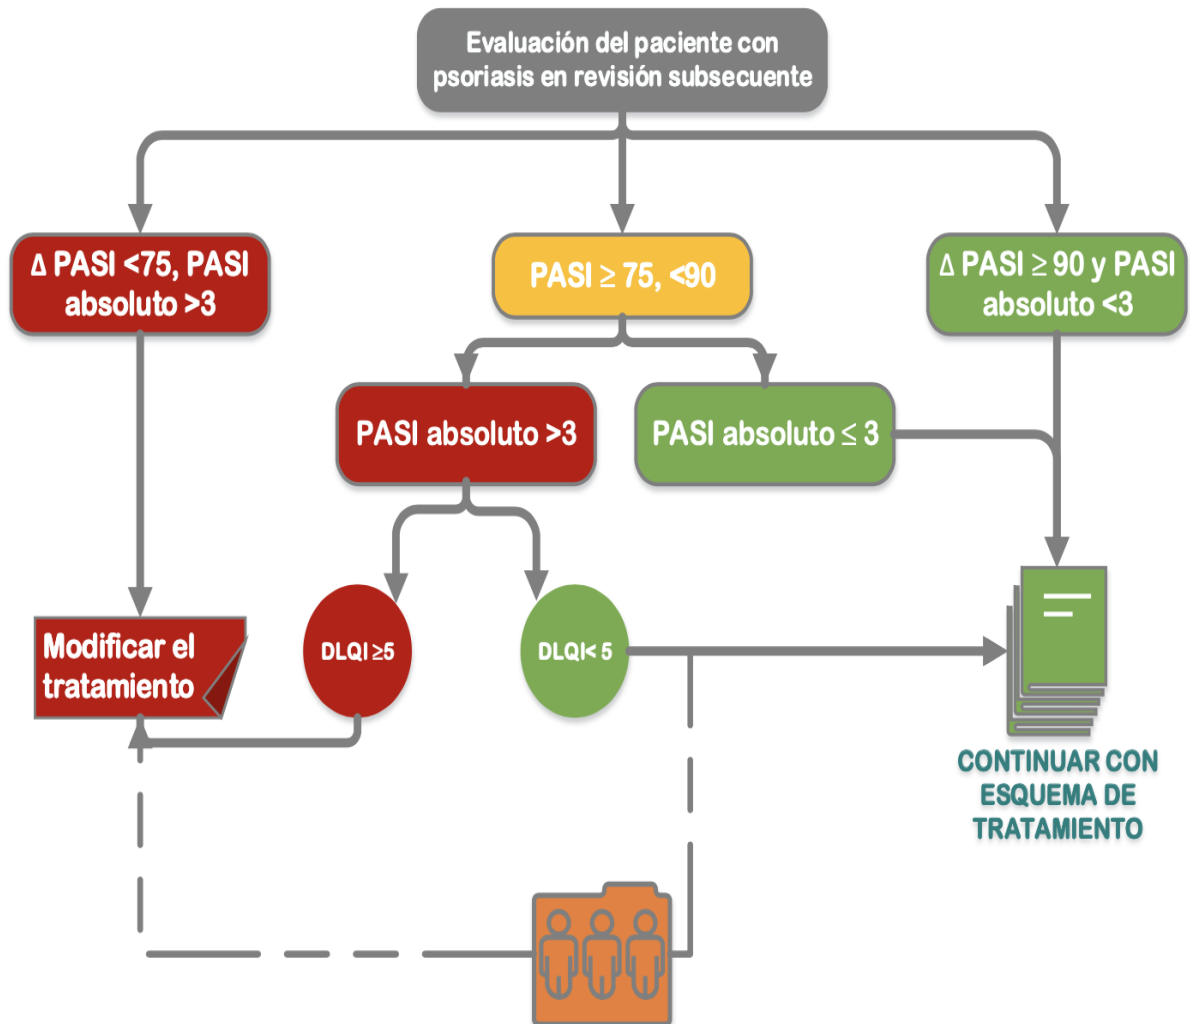 Evaluación del paciente con
psoriasis en revisión subsecuente
Δ PASI <75, PASI
absoluto >3
PASI ≥ 75, <90
Δ PASI ≥ 90 y PASI
absoluto <3
PASI absoluto >3
PASI absoluto ≤ 3
Modificar el
tratamiento
DLQI ≥5
DLQI< 5
CONTINUAR CON
ESQUEMA DE
TRATAMIENTO